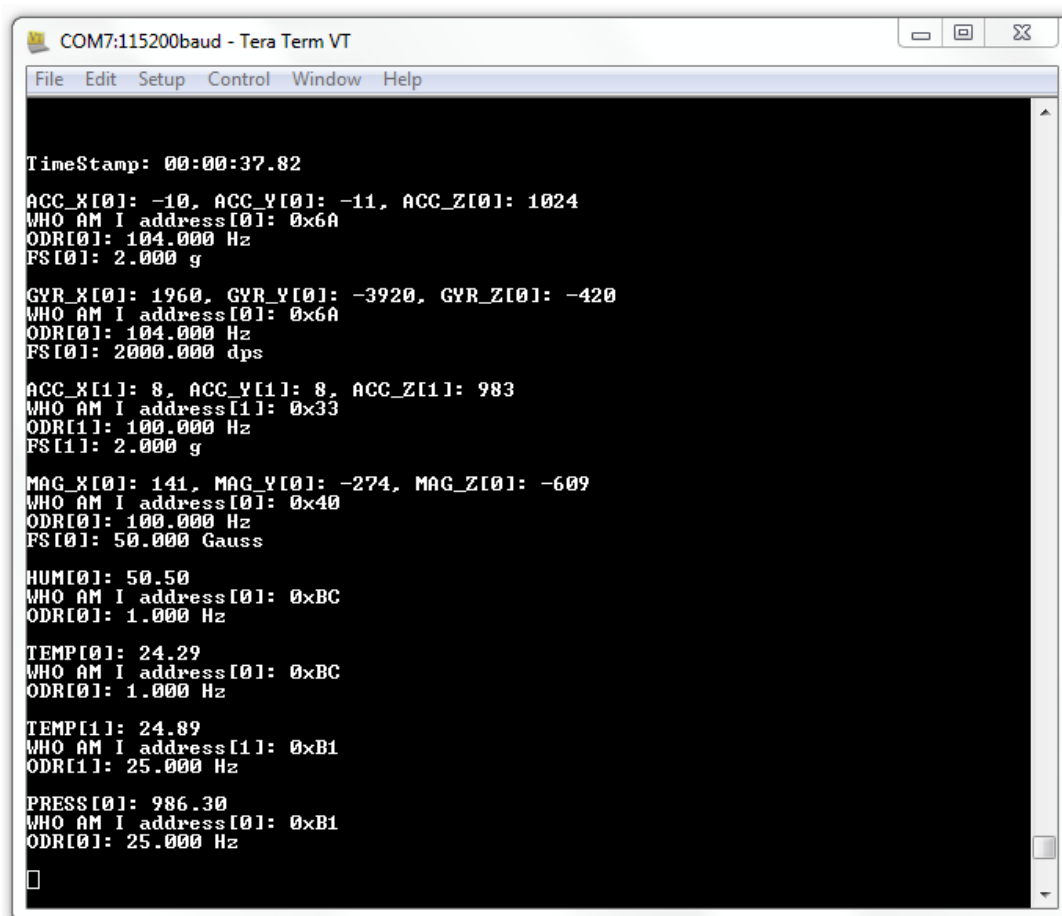 COM7:115200baud - Tera Term VT
File Edit Setup Control Window Help
TimeStamp: 00:00:37.82
ACC_X[0]: -10, ACC_Y[0]: -11, ACC_Z[0]: 1024
WHO AM I address[0]: 0x6A
ODR[0]: 104.000 Hz
FS[0]: 2.000 g
GYR_X[0]: 1960, GYR_Y[0]: -3920, GYR_Z[0]: -420
WHO AM I address[0]: 0x6A
ODR[0]: 104.000 Hz
FS[0]: 2000.000 dps
ACC_X[1]: 8, ACC_Y[1]: 8, ACC_Z[1]: 983
WHO AM I address[1]: 0x33
ODR[1]: 100.000 Hz
FS[1]: 2.000 g
MAG_X[0]: 141, MAG_Y[0]: -274, MAG_Z[0]: -609
WHO AM I address[0]: 0x40
ODR[0]: 100.000 Hz
FS[0]: 50.000 Gauss
HUM[0]: 50.50
WHO AM I address[0]: 0xBC
ODR[0]: 1.000 Hz
TEMP[0]: 24.29
WHO AM I address[0]: 0xBC
ODR[0]: 1.000 Hz
TEMP[1]: 24.89
WHO AM I address[1]: 0xB1
ODR[1]: 25.000 Hz
PRESS[0]: 986.30
WHO AM I address[0]: 0xB1
ODR[0]: 25.000 Hz